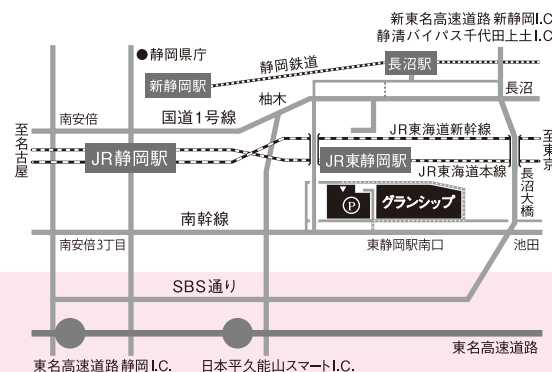 新東名高速道路 新静岡I.C.
静清バイパス千代田上土I.C.
●静岡県庁
静岡鉄道
長沼駅
新静岡駅
柚木
長沼
南安倍
国道1号線
至名古屋
JR東海道新幹線
至東京
JR静岡駅
JR東静岡駅
JR東海道本線
長沼大橋
P
グランシップ
南幹線
南安倍3丁目
東静岡駅南口
池田
SBS通り
東名高速道路
東名高速道路 静岡I.C.
日本平久能山スマートI.C.